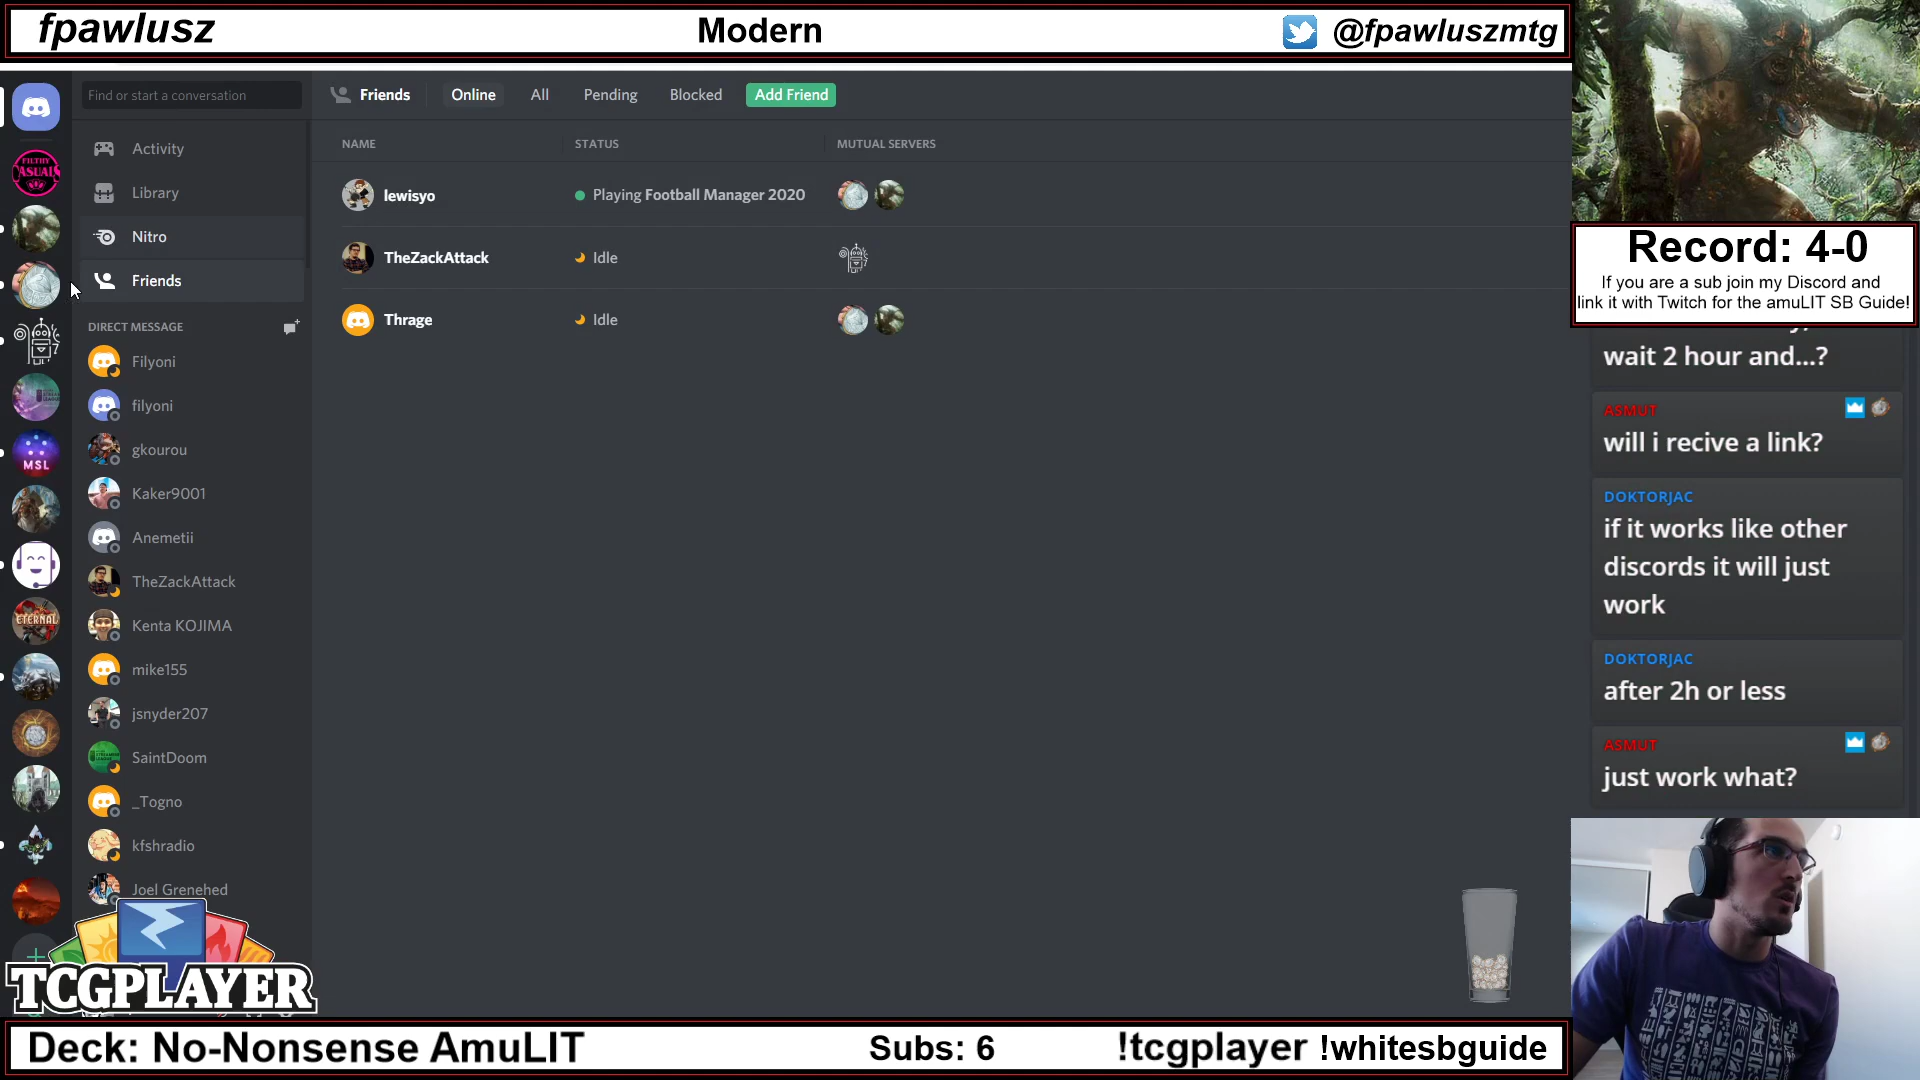 fpawlusz
Modern
@fpawluszmtg
Find or start a conversation
Friends
Online
All
Pending
Blocked
Add Friend
Activity
Library
Nitro
Friends
DIRECT MESSAGE
Filyoni
filyoni
gkourou
Kaker9001
Anemetii
TheZackAttack
Kenta KOJIMA
mike155
jsnyder207
SaintDoom
_Togno
kfshradio
Joel Grenehed
FILTHY
CASUALS
MSL
ETERNAL
NAME
STATUS
MUTUAL SERVERS
lewisyo
Playing Football Manager 2020
TheZackAttack
Idle
Thrage
Idle
Record: 4-0
If you are a sub join my Discord and
link it with Twitch for the amuLIT SB Guide!
wait 2 hour and...?
ASMUT
will i recive a link?
DOKTORJAC
if it works like other
discords it will just
work
DOKTORJAC
after 2h or less
ASMUT
just work what?
TCGPLAYER
Deck: No-Nonsense AmuLIT
Subs: 6
!tcgplayer !whitesbguide